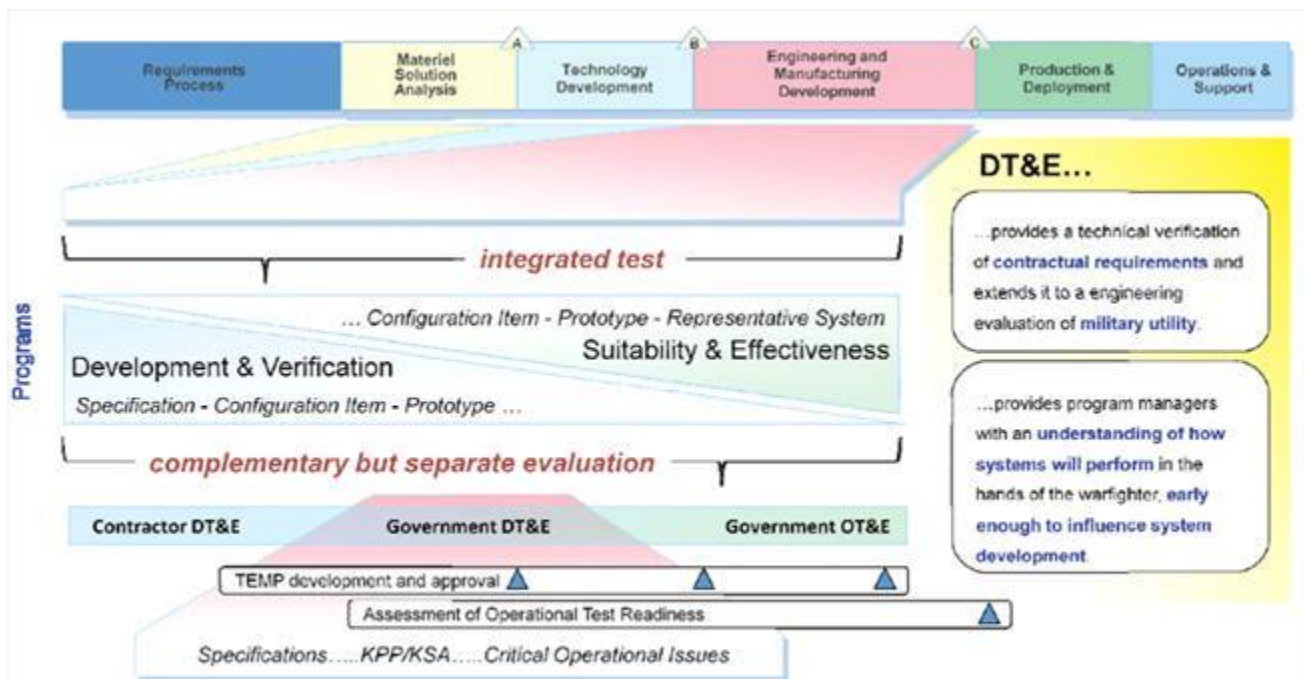 A
B
C
Requirements
Process
Materiel
Solution
Analysis
Technology
Development
Engineering and
Manufacturing
Development
Production &
Deployment
Operations &
Support
Programs
integrated test
... Configuration Item - Prototype - Representative System
Suitability & Effectiveness
Development & Verification
Specification - Configuration Item - Prototype ...
complementary but separate evaluation
Contractor DT&E
Government DT&E
Government OT&E
TEMP development and approval
Assessment of Operational Test Readiness
Specifications.....KPP/KSA.....Critical Operational Issues
DT&E...
...provides a technical verification
of contractual requirements and
extends it to a engineering
evaluation of military utility.
...provides program managers
with an understanding of how
systems will perform in the
hands of the warfighter, early
enough to influence system
development.